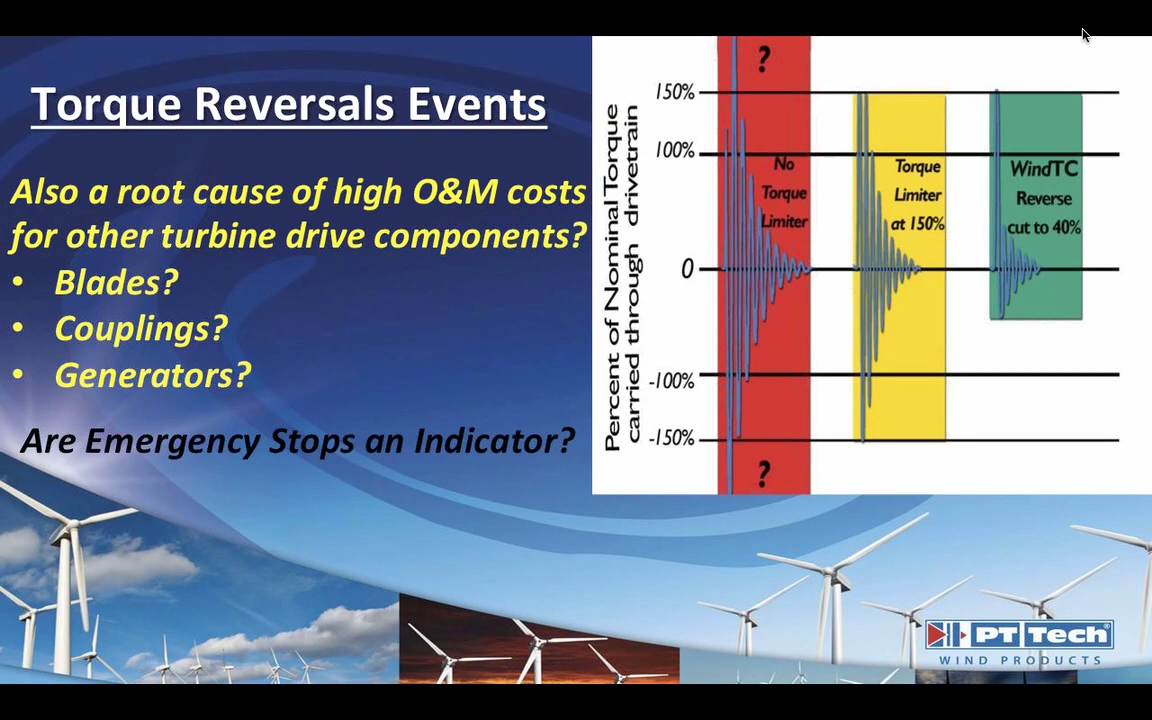 Torque Reversals Events
Also a root cause of high O&M costs
for other turbine drive components?
• Blades?
• Couplings?
• Generators?
Are Emergency Stops an Indicator?
Percent of Nominal Torque
carried through drivetrain
150%
100%
0
-100%
-150%
?
No
Torque
Limiter
?
Torque
Limiter
at 150%
WindTC
Reverse
cut to 40%
PT Tech®
WIND PRODUCTS